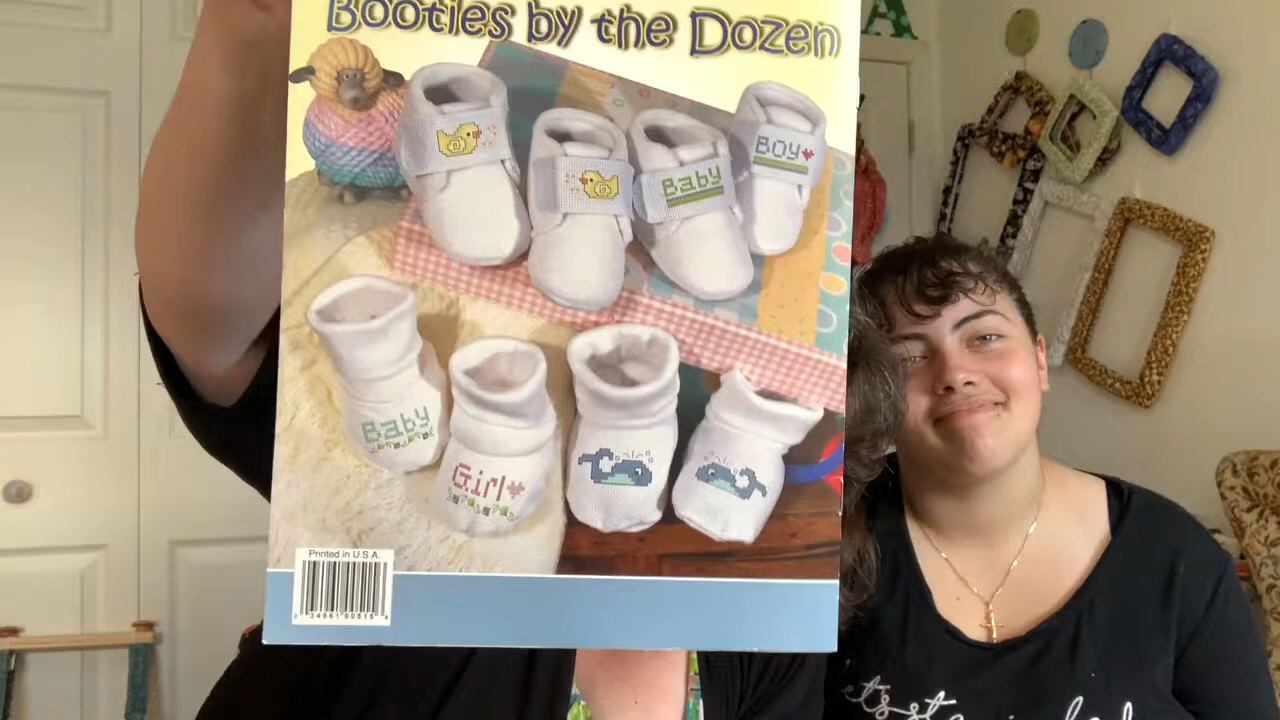 Booties by the Dozen
A
BOY
Baby
Baby
Girl
Printed in U.S.A.